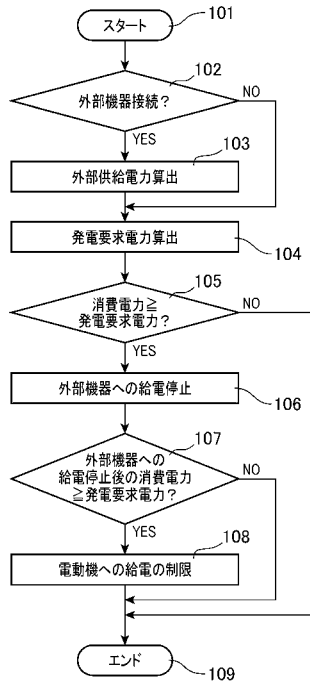 スタート
101
102
外部機器接続?
NO
YES
103
外部供給電力算出
発電要求電力算出
104
105
消費電力≧
発電要求電力?
NO
YES
外部機器への給電停止
106
107
外部機器への
給電停止後の消費電力
≧発電要求電力?
NO
YES
108
電動機への給電の制限
エンド
109